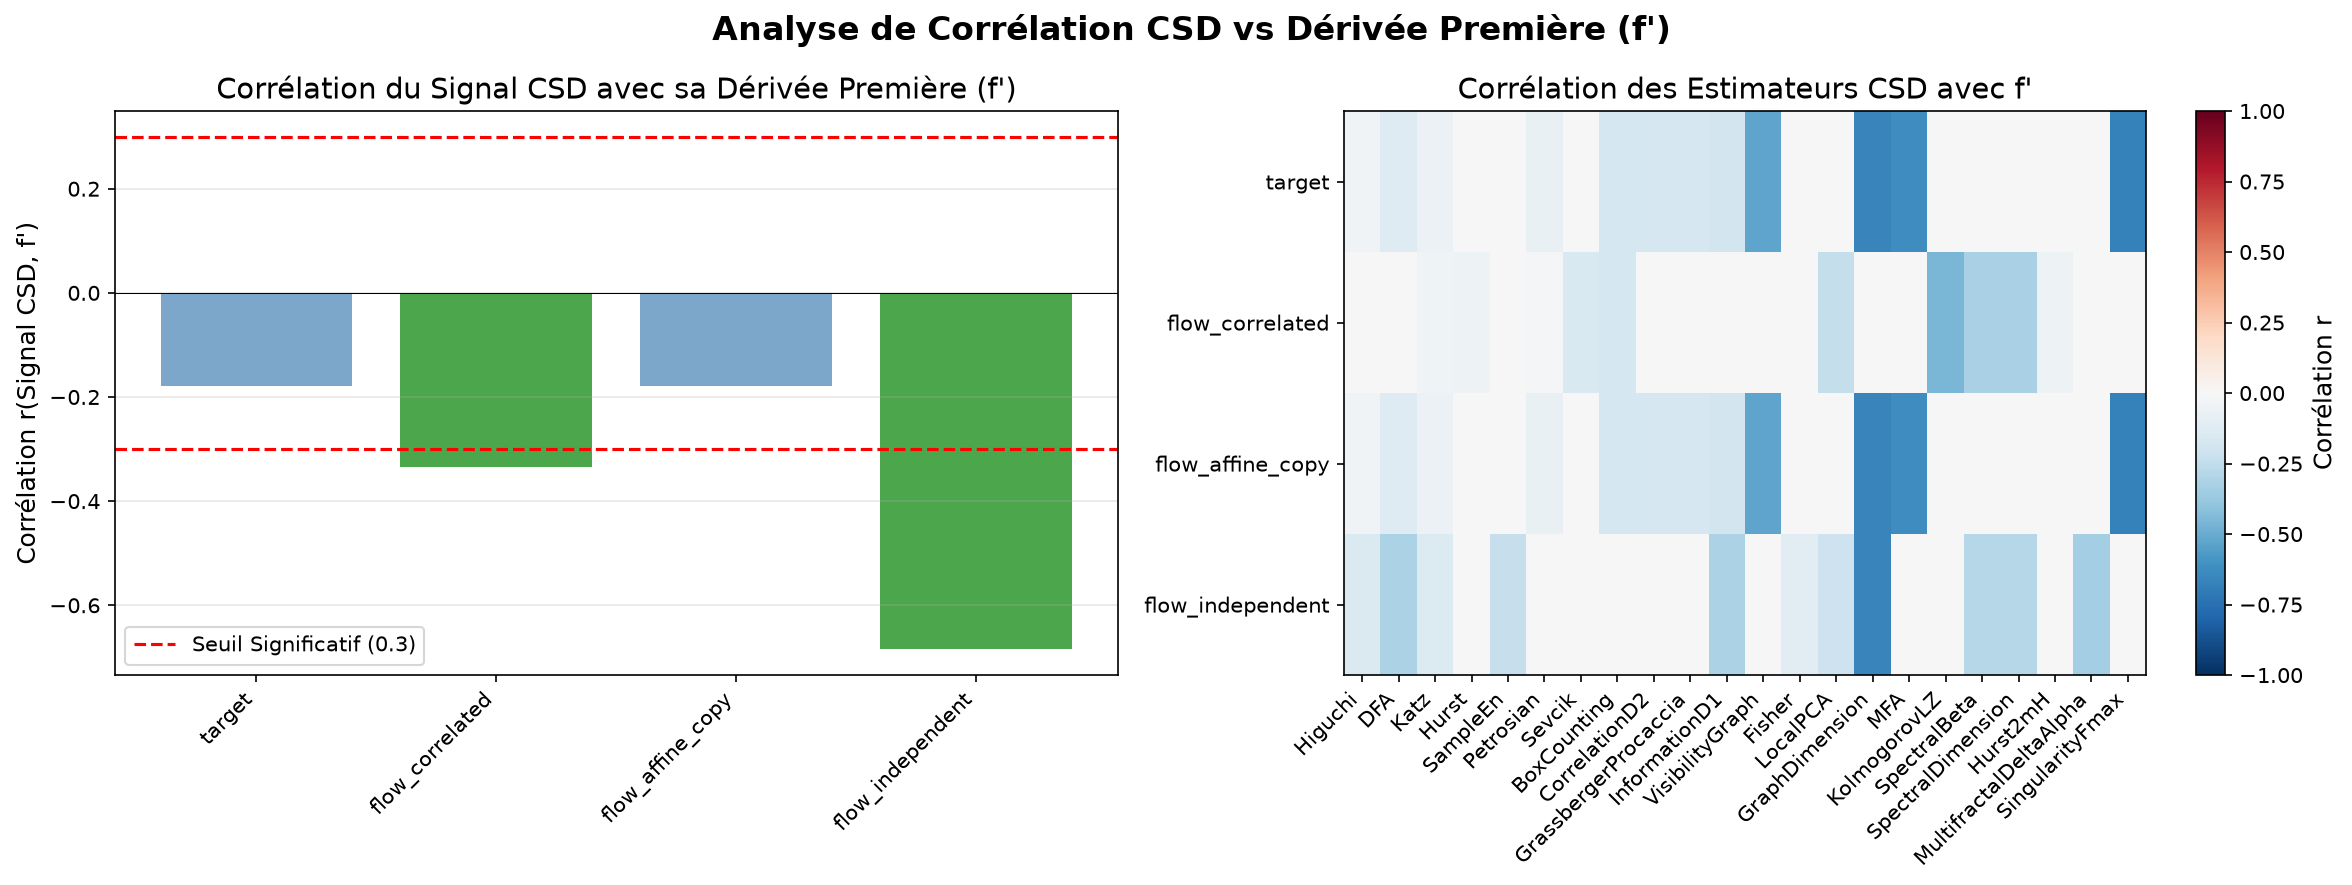 Analyse de Corrélation CSD vs Dérivée Première (f')
Corrélation du Signal CSD avec sa Dérivée Première (f')
Corrélation r(Signal CSD, f')
0.2
0.0
−0.2
−0.4
−0.6
Seuil Significatif (0.3)
target
flow_correlated
flow_affine_copy
flow_independent
Corrélation des Estimateurs CSD avec f'
target
flow_correlated
flow_affine_copy
flow_independent
Higuchi
DFA
Katz
Hurst
SampleEn
Petrosian
Sevcik
BoxCounting
CorrelationD2
GrassbergerProcaccia
InformationD1
VisibilityGraph
Fisher
LocalPCA
GraphDimension
MFA
KolmogorovLZ
SpectralBeta
SpectralDimension
Hurst2mH
MultifractalDeltaAlpha
SingularityFmax
1.00
0.75
0.50
0.25
0.00
−0.25
−0.50
−0.75
−1.00
Corrélation r